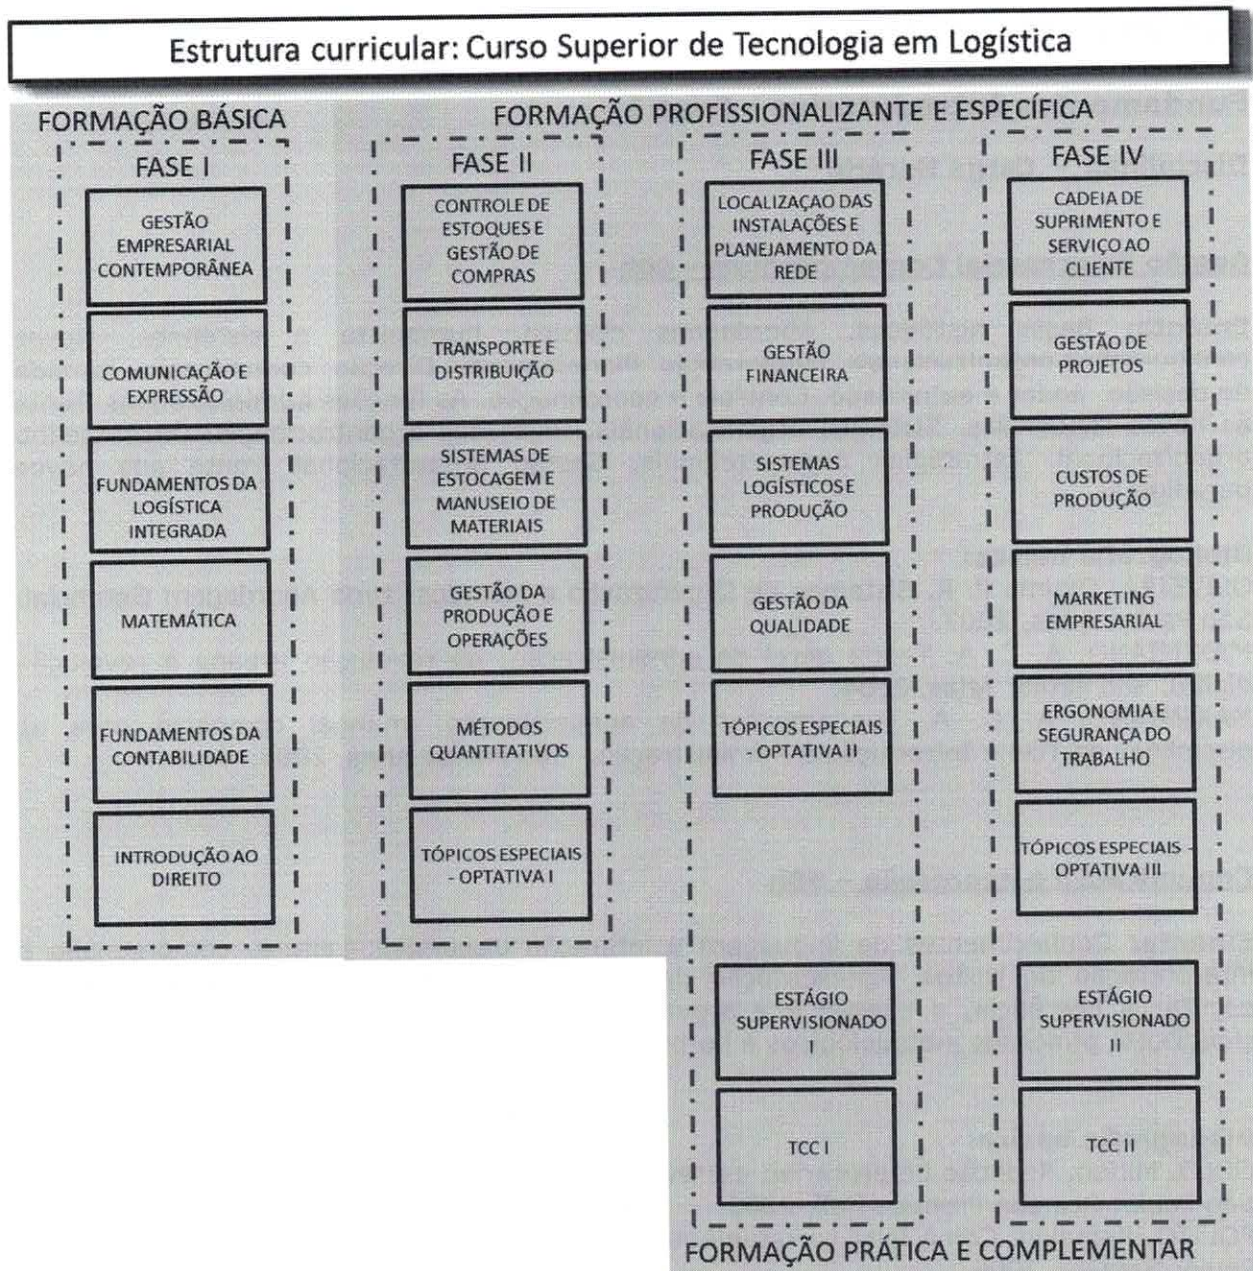 Estrutura curricular: Curso Superior de Tecnologia em Logística
FORMAÇÃO BÁSICA
FORMAÇÃO PROFISSIONALIZANTE E ESPECÍFICA
FASE I
GESTÃO
EMPRESARIAL
CONTEMPORÂNEA
COMUNICAÇÃO E
EXPRESSÃO
FUNDAMENTOS DA
LOGÍSTICA
INTEGRADA
MATEMÁTICA
FUNDAMENTOS DA
CONTABILIDADE
INTRODUÇÃO AO
DIREITO
FASE II
CONTROLE DE
ESTOQUES E
GESTÃO DE
COMPRAS
TRANSPORTE E
DISTRIBUIÇÃO
SISTEMAS DE
ESTOCAGEM E
MANUSEIO DE
MATERIAIS
GESTÃO DA
PRODUÇÃO E
OPERAÇÕES
MÉTODOS
QUANTITATIVOS
TÓPICOS ESPECIAIS
- OPTATIVA I
FASE III
LOCALIZAÇAO DAS
INSTALAÇÕES E
PLANEJAMENTO DA
REDE
GESTÃO
FINANCEIRA
SISTEMAS
LOGÍSTICOS E
PRODUÇÃO
GESTÃO DA
QUALIDADE
TÓPICOS ESPECIAIS
- OPTATIVA II
ESTÁGIO
SUPERVISIONADO
I
TCC I
FASE IV
CADEIA DE
SUPRIMENTO E
SERVIÇO AO
CLIENTE
GESTÃO DE
PROJETOS
CUSTOS DE
PRODUÇÃO
MARKETING
EMPRESARIAL
ERGONOMIA E
SEGURANÇA DO
TRABALHO
TÓPICOS ESPECIAIS -
OPTATIVA III
ESTÁGIO
SUPERVISIONADO
II
TCC II
FORMAÇÃO PRÁTICA E COMPLEMENTAR